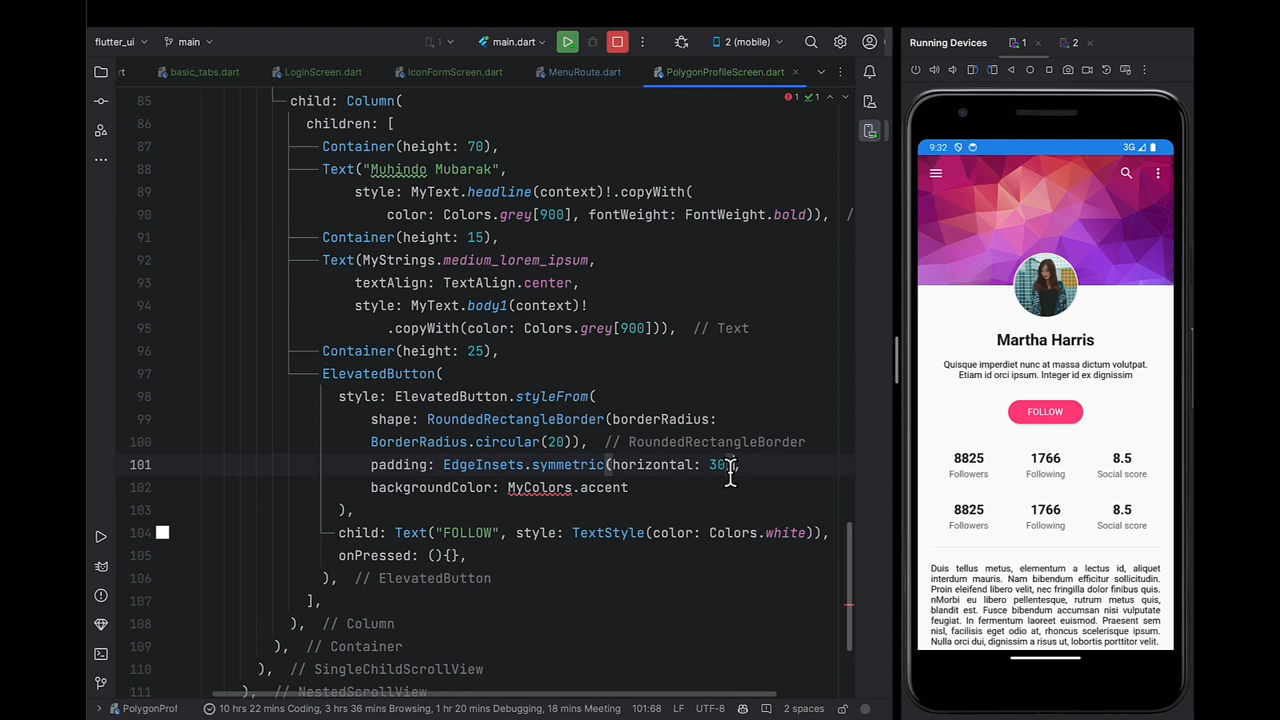 flutter_ui
main
1
main.dart
2 (mobile)
Running Devices
1
2
rt
basic_tabs.dart
LoginScreen.dart
IconFormScreen.dart
MenuRoute.dart
PolygonProfileScreen.dart
1
1
85 child: Column(
86 children: [
87 Container(height: 70),
88 Text("Muhindo Mubarak",
89 style: MyText.headline(context)!.copyWith(
90 color: Colors.grey[900], fontWeight: FontWeight.bold)), /
91 Container(height: 15),
92 Text(MyStrings.medium_lorem_ipsum,
93 textAlign: TextAlign.center,
94 style: MyText.body1(context)!
95 .copyWith(color: Colors.grey[900])), // Text
96 Container(height: 25),
97 ElevatedButton(
98 style: ElevatedButton.styleFrom(
99 shape: RoundedRectangleBorder(borderRadius:
100 BorderRadius.circular(20)), // RoundedRectangleBorder
101 padding: EdgeInsets.symmetric(horizontal: 30),
102 backgroundColor: MyColors.accent
103 ),
104 child: Text("FOLLOW", style: TextStyle(color: Colors.white)),
105 onPressed: (){},
106 ), // ElevatedButton
107 ],
108 ), // Column
109 ), // Container
110 ), // SingleChildScrollView
111 ), // NestedScrollView
PolygonProf
10 hrs 22 mins Coding, 3 hrs 36 mins Browsing, 1 hr 20 mins Debugging, 18 mins Meeting
101:68
LF
UTF-8
2 spaces
9:32
3G
Martha Harris
Quisque imperdiet nunc at massa dictum volutpat.
Etiam id orci ipsum. Integer id ex dignissim
FOLLOW
8825 1766 8.5
Followers Following Social score
8825 1766 8.5
Followers Following Social score
Duis tellus metus, elementum a lectus id, aliquet
interdum mauris. Nam bibendum efficitur sollicitudin.
Proin eleifend libero velit, nec fringilla dolor finibus quis.
nMorbi eu libero pellentesque, rutrum metus quis,
blandit est. Fusce bibendum accumsan nisi vulputate
feugiat. In fermentum laoreet euismod. Praesent sem
nisl, facilisis eget odio at, rhoncus scelerisque ipsum.
Nulla orci dui, dignissim a risus ut, lobortis porttitor velit.